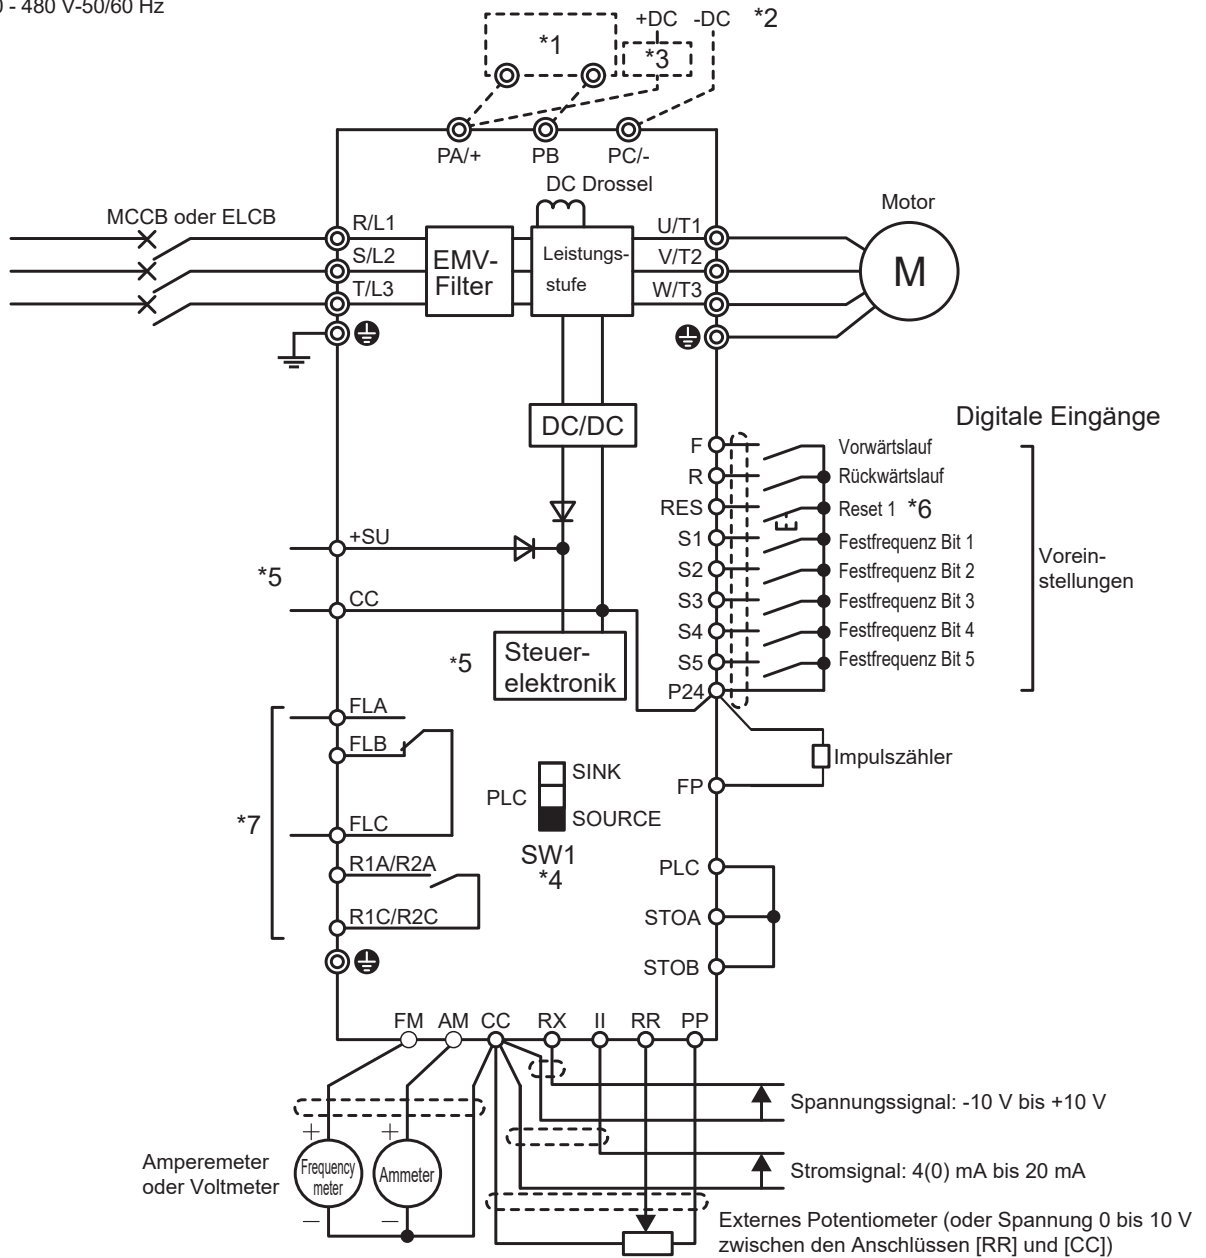 0 - 480 V-50/60 Hz
*1
+DC -DC *2
*3
PA/+ PB PC/-
DC Drossel
MCCB oder ELCB
R/L1
S/L2
T/L3
EMV-
Filter
Leistungs-
stufe
U/T1
V/T2
W/T3
Motor
M
DC/DC
Digitale Eingänge
F Vorwärtslauf
R Rückwärtslauf
RES Reset 1 *6
S1 Festfrequenz Bit 1
S2 Festfrequenz Bit 2
S3 Festfrequenz Bit 3
S4 Festfrequenz Bit 4
S5 Festfrequenz Bit 5
P24
Vorein-
stellungen
+SU
*5
CC
*5
Steuer-
elektronik
FLA
FLB
FLC
*7
R1A/R2A
R1C/R2C
PLC
SINK
SOURCE
SW1
*4
Impulszähler
FP
PLC
STOA
STOB
FM AM CC RX II RR PP
Spannungssignal: -10 V bis +10 V
Amperemeter
oder Voltmeter
+ +
Frequency
meter
Ammeter
– –
Stromsignal: 4(0) mA bis 20 mA
Externes Potentiometer (oder Spannung 0 bis 10 V
zwischen den Anschlüssen [RR] und [CC])